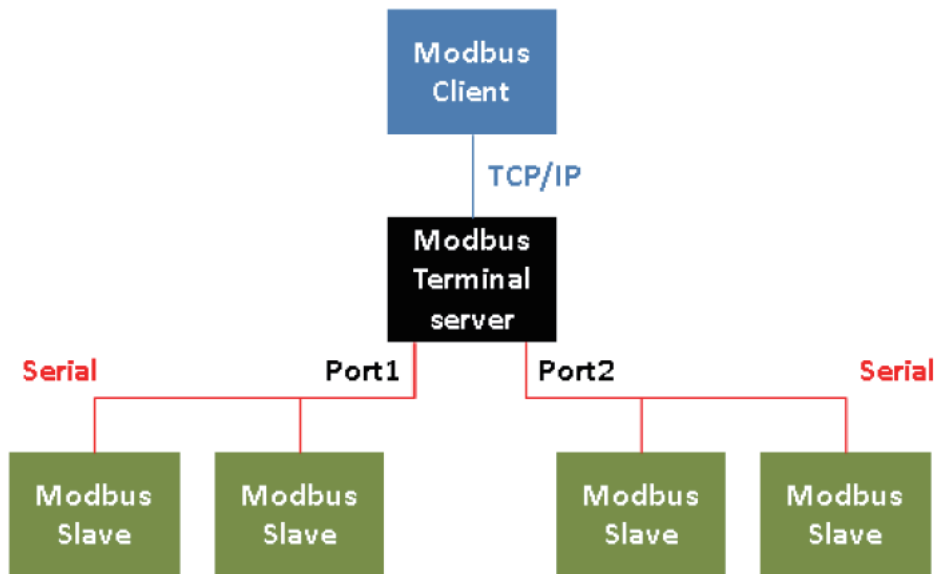 Modbus
Client
TCP/IP
Modbus
Terminal
server
Serial
Port1
Port2
Serial
Modbus
Slave
Modbus
Slave
Modbus
Slave
Modbus
Slave